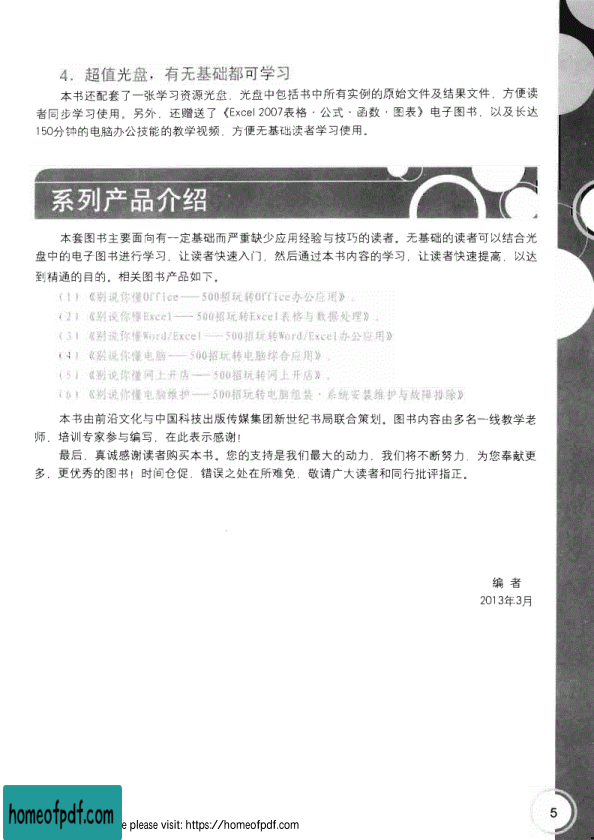 4. 超值光盘，有无基础都可学习
本书还配套了一张学习资源光盘，光盘中包括书中所有实例的原始文件及结果文件，方便读
者同步学习使用。另外，还赠送了《Excel 2007表格·公式·函数·图表》电子图书，以及长达
150分钟的电脑办公技能的教学视频，方便无基础读者学习使用。
系列产品介绍
本套图书主要面向有一定基础而严重缺少应用经验与技巧的读者。无基础的读者可以结合光
盘中的电子图书进行学习，让读者快速入门，然后通过本书内容的学习，让读者快速提高，以达
到精通的目的。相关图书产品如下。
（1）《别说你懂Office——500招玩转Office办公应用》。
（2）《别说你懂Excel——500招玩转Excel表格与数据处理》。
（3）《别说你懂Word/Excel——500招玩转Word/Excel办公应用》
（4）《别说你懂电脑——500招玩转电脑综合应用》。
（5）《别说你懂网上开店——500招玩转网上开店》。
（6）《别说你懂电脑维护——500招玩转电脑组装·系统安装维护与故障排除》
本书由前沿文化与中国科技出版传媒集团新世纪书局联合策划。图书内容由多名一线教学老
师、培训专家参与编写，在此表示感谢！
最后，真诚感谢读者购买本书。您的支持是我们最大的动力，我们将不断努力，为您奉献更
多、更优秀的图书！时间仓促，错误之处在所难免，敬请广大读者和同行批评指正。
编 者
2013年3月
5
homeofpdf.com
e please visit: https://homeofpdf.com